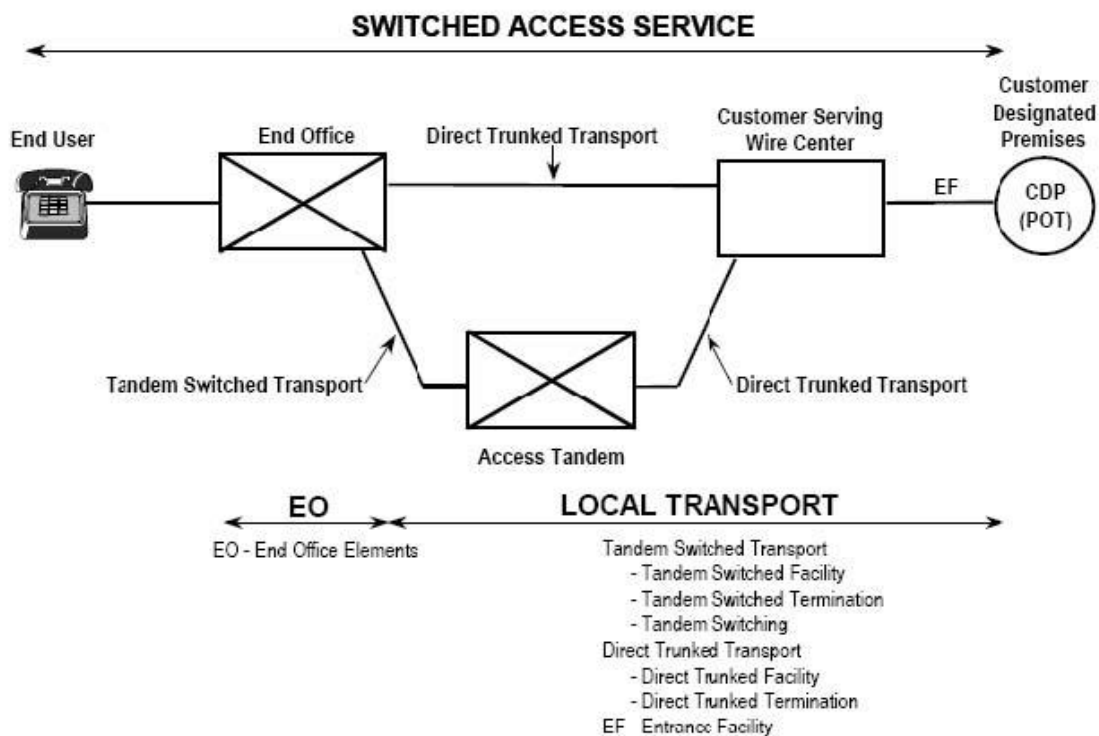 SWITCHED ACCESS SERVICE
End User
End Office
Direct Trunked Transport
Customer Serving
Wire Center
Customer
Designated
Premises
EF
CDP
(POT)
Tandem Switched Transport
Direct Trunked Transport
Access Tandem
EO
LOCAL TRANSPORT
EO - End Office Elements
Tandem Switched Transport
- Tandem Switched Facility
- Tandem Switched Termination
- Tandem Switching
Direct Trunked Transport
- Direct Trunked Facility
- Direct Trunked Termination
EF Entrance Facility